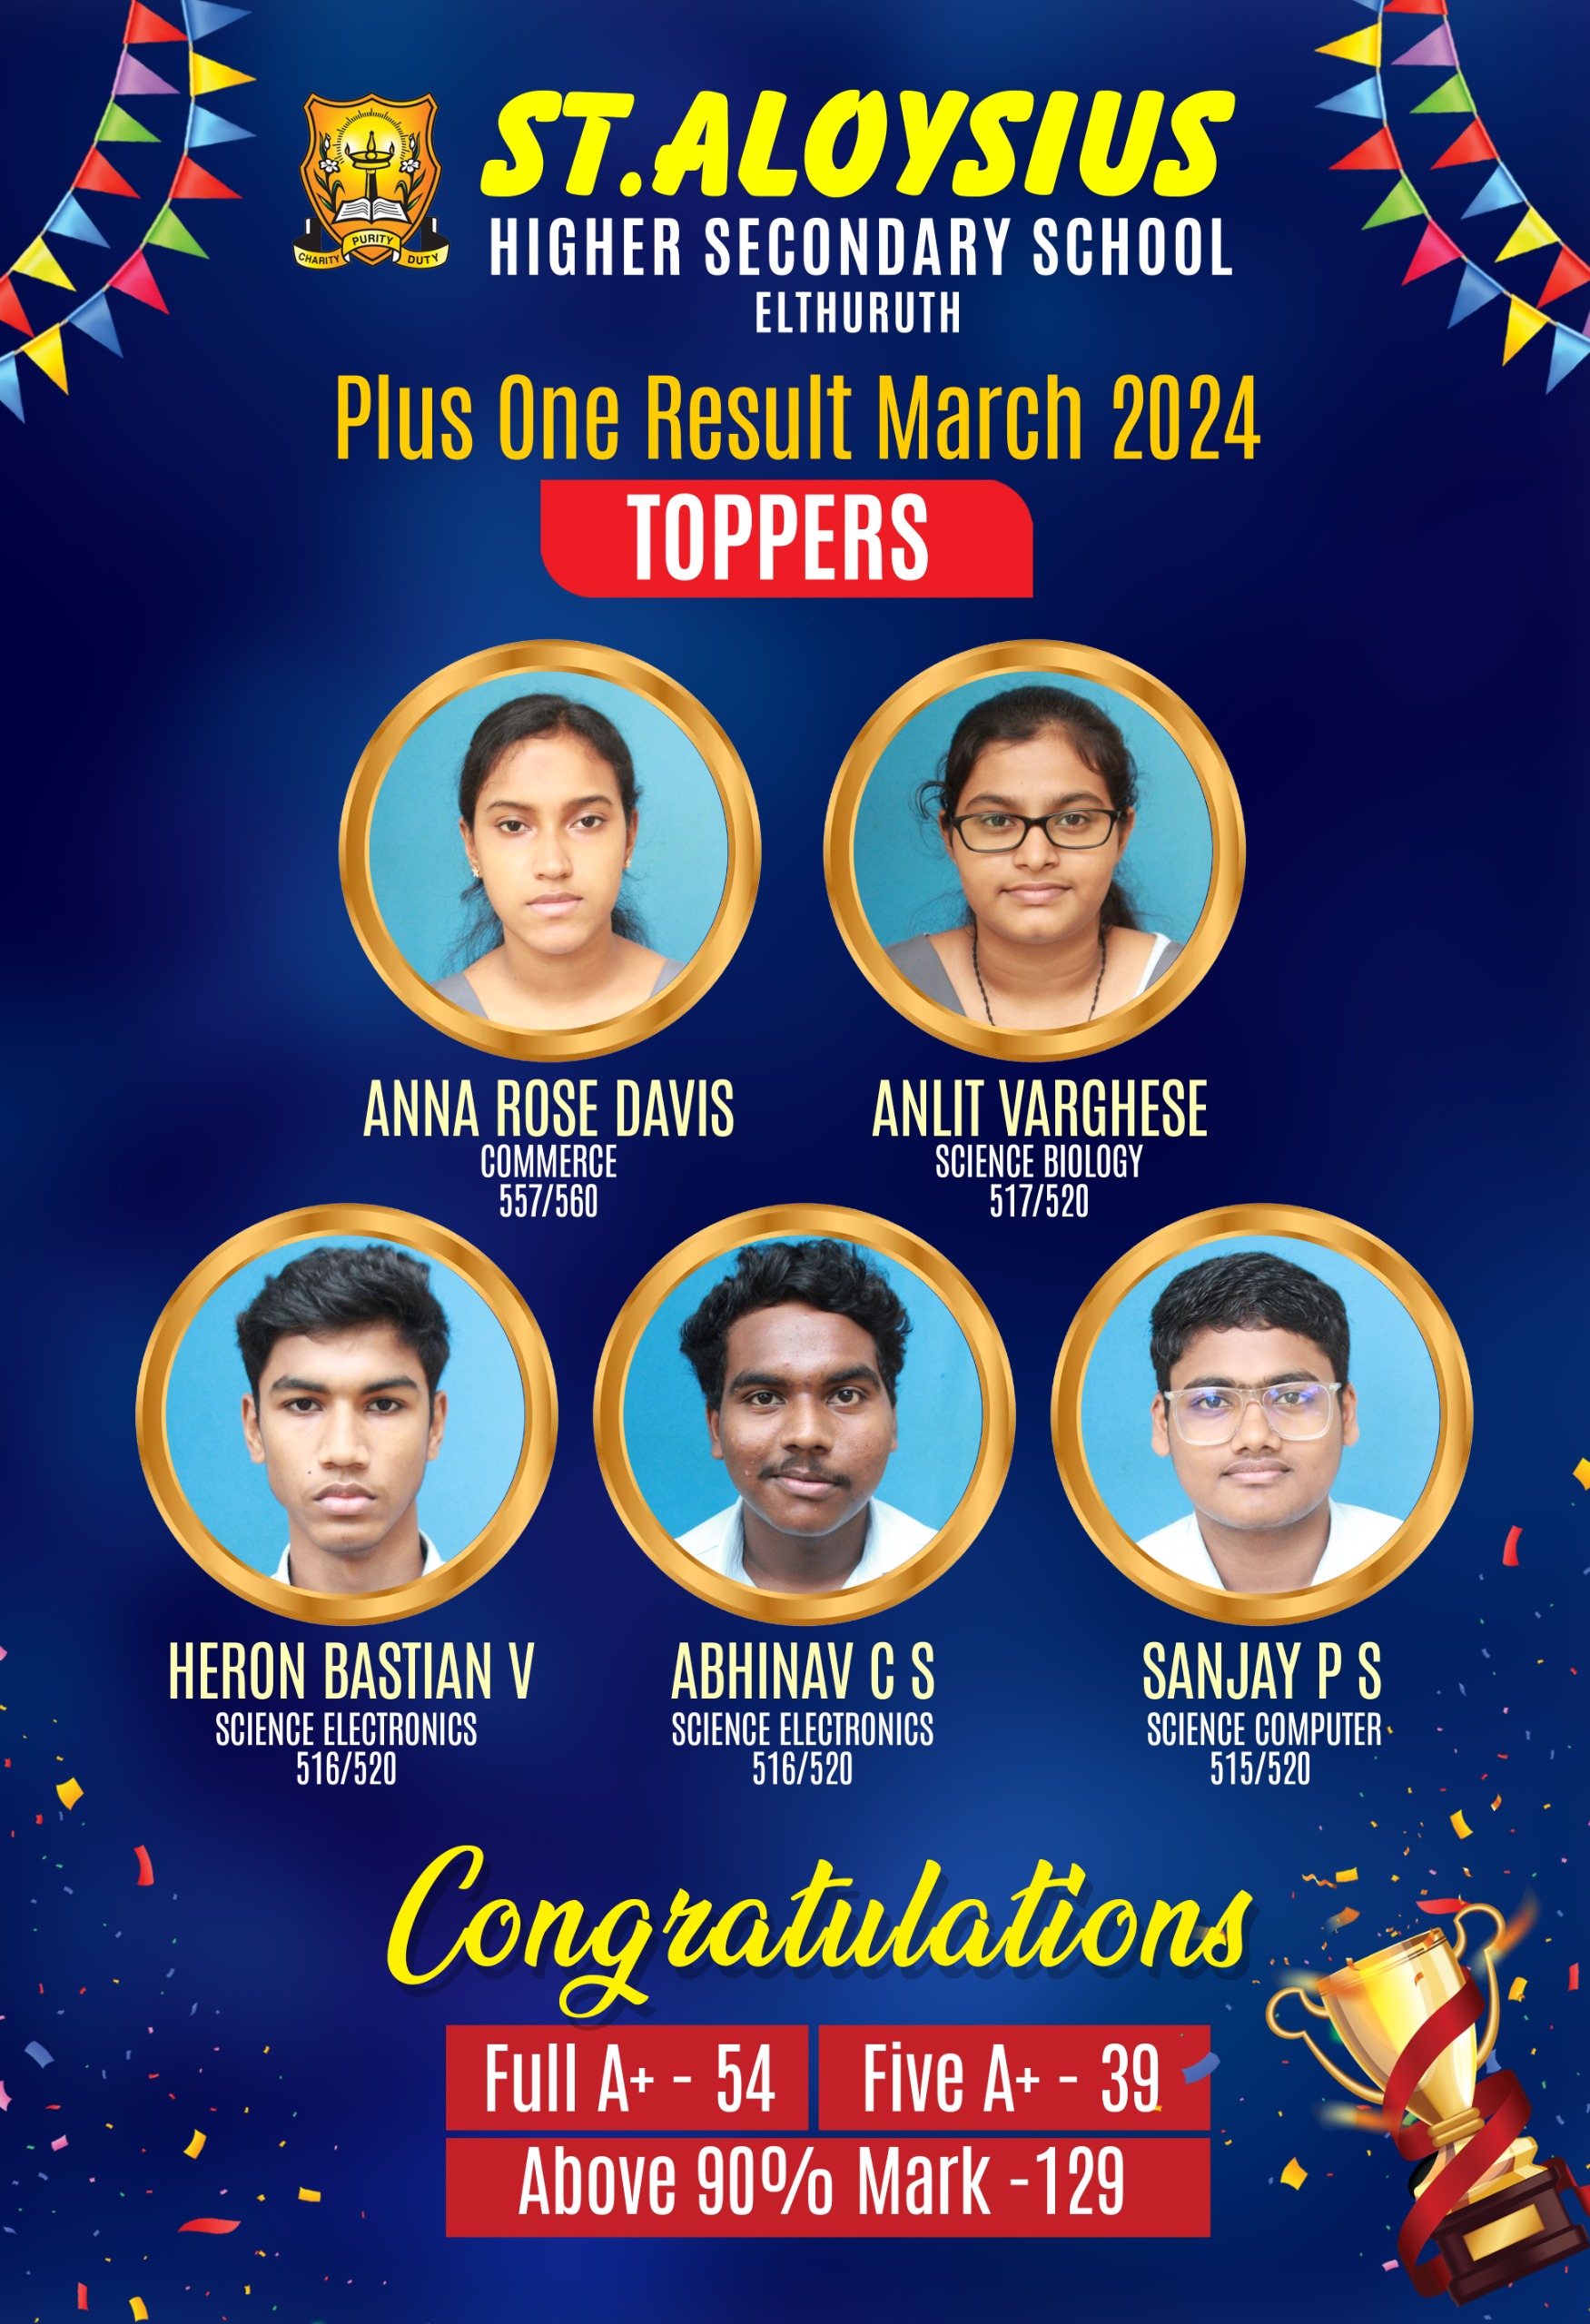 CHARITY PURITY DUTY
ST.ALOYSIUS
HIGHER SECONDARY SCHOOL
ELTHURUTH
Plus One Result March 2024
TOPPERS
ANNA ROSE DAVIS
COMMERCE
557/560
ANLIT VARGHESE
SCIENCE BIOLOGY
517/520
HERON BASTIAN V
SCIENCE ELECTRONICS
516/520
ABHINAV C S
SCIENCE ELECTRONICS
516/520
SANJAY P S
SCIENCE COMPUTER
515/520
Congratulations
Full A+ - 54
Five A+ - 39
Above 90% Mark -129